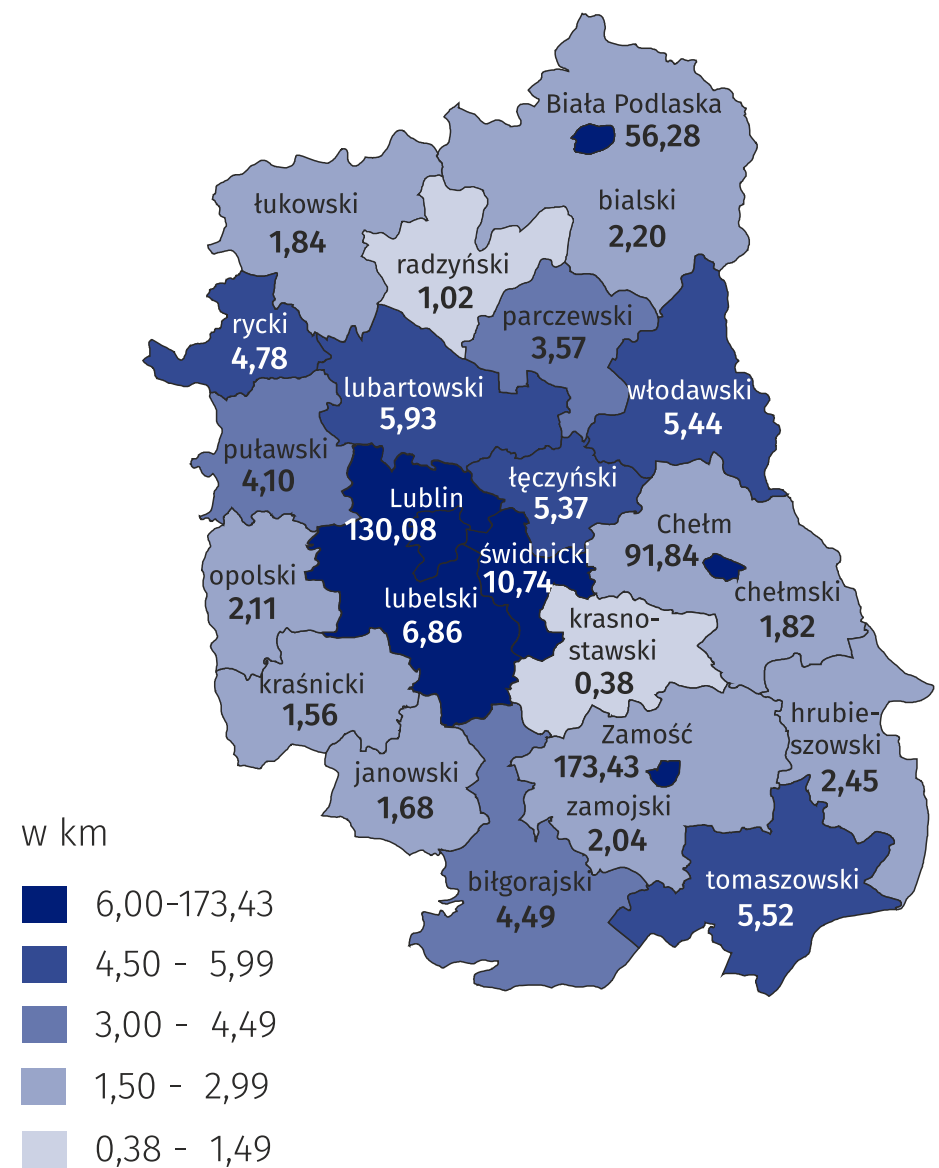 Biała Podlaska
56,28
łukowski
1,84
bialski
2,20
radzyński
1,02
rycki
4,78
parczewski
3,57
lubartowski
5,93
włodawski
5,44
puławski
4,10
łęczyński
5,37
Lublin
130,08
Chełm
91,84
świdnicki
10,74
opolski
2,11
lubelski
6,86
chełmski
1,82
krasno-
stawski
0,38
kraśnicki
1,56
hrubie-
szowski
2,45
Zamość
173,43
janowski
1,68
zamojski
2,04
biłgorajski
4,49
tomaszowski
5,52
w km
6,00-173,43
4,50 - 5,99
3,00 - 4,49
1,50 - 2,99
0,38 - 1,49